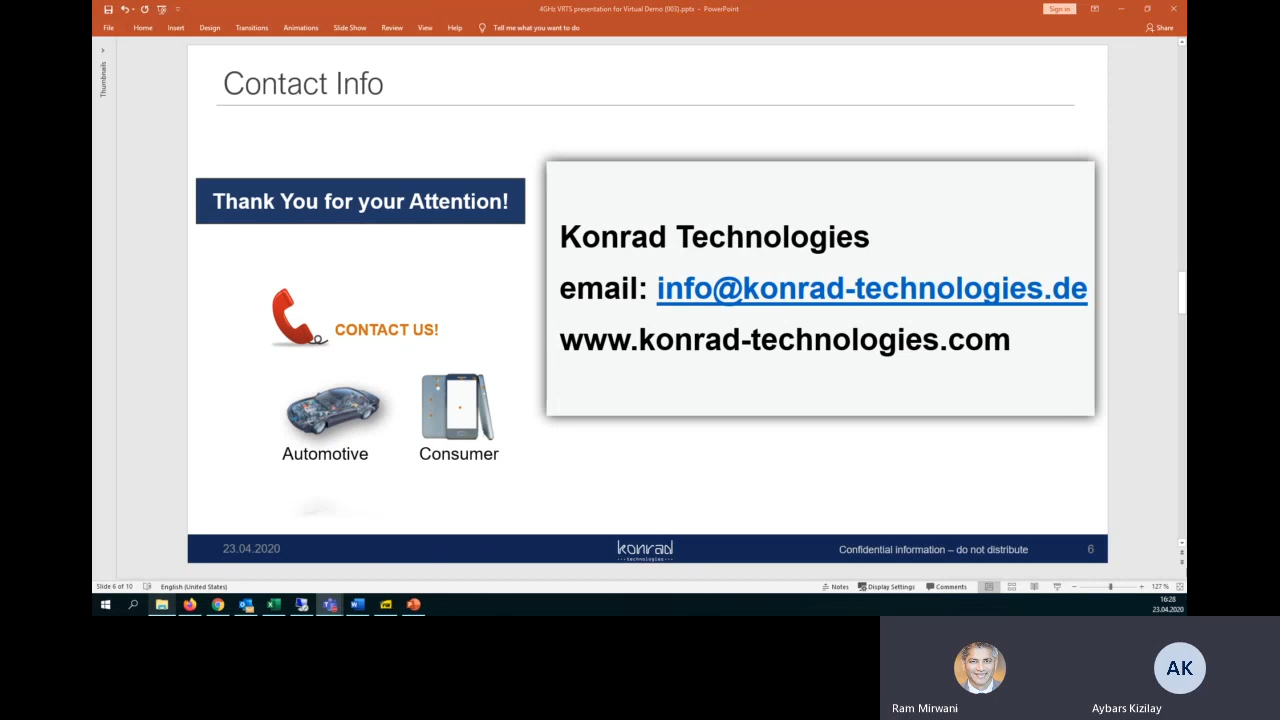 4GHz VRTS presentation for Virtual Demo (003).pptx - PowerPoint
Sign in
File Home Insert Design Transitions Animations Slide Show Review View Help Tell me what you want to do
Share
Thumbnails
Contact Info
Thank You for your Attention!
CONTACT US!
Automotive
Consumer
Konrad Technologies
email: info@konrad-technologies.de
www.konrad-technologies.com
23.04.2020
konrad
technologies
Confidential information – do not distribute
6
Slide 6 of 10
English (United States)
Notes
Display Settings
Comments
127 %
16:28
23.04.2020
Ram Mirwani
AK
Aybars Kizilay